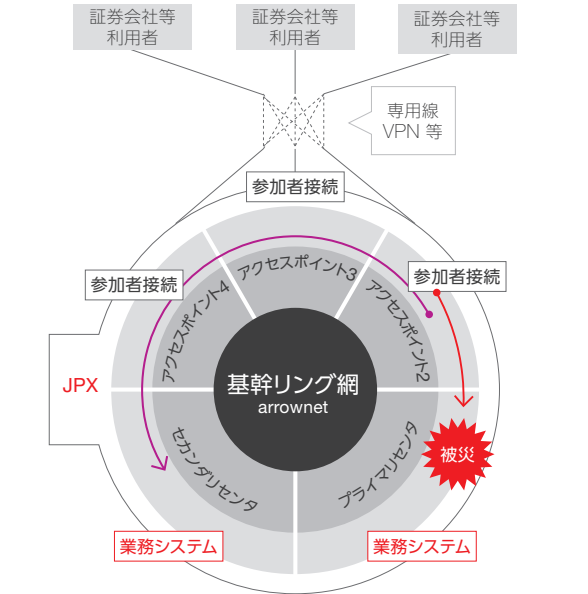 証券会社等
利用者
証券会社等
利用者
証券会社等
利用者
専用線
VPN 等
参加者接続
参加者接続
参加者接続
アクセスポイント3
アクセスポイント4
アクセスポイント2
JPX
基幹リング網
arrownet
セカンダリセンタ
プライマリセンタ
被災
業務システム
業務システム